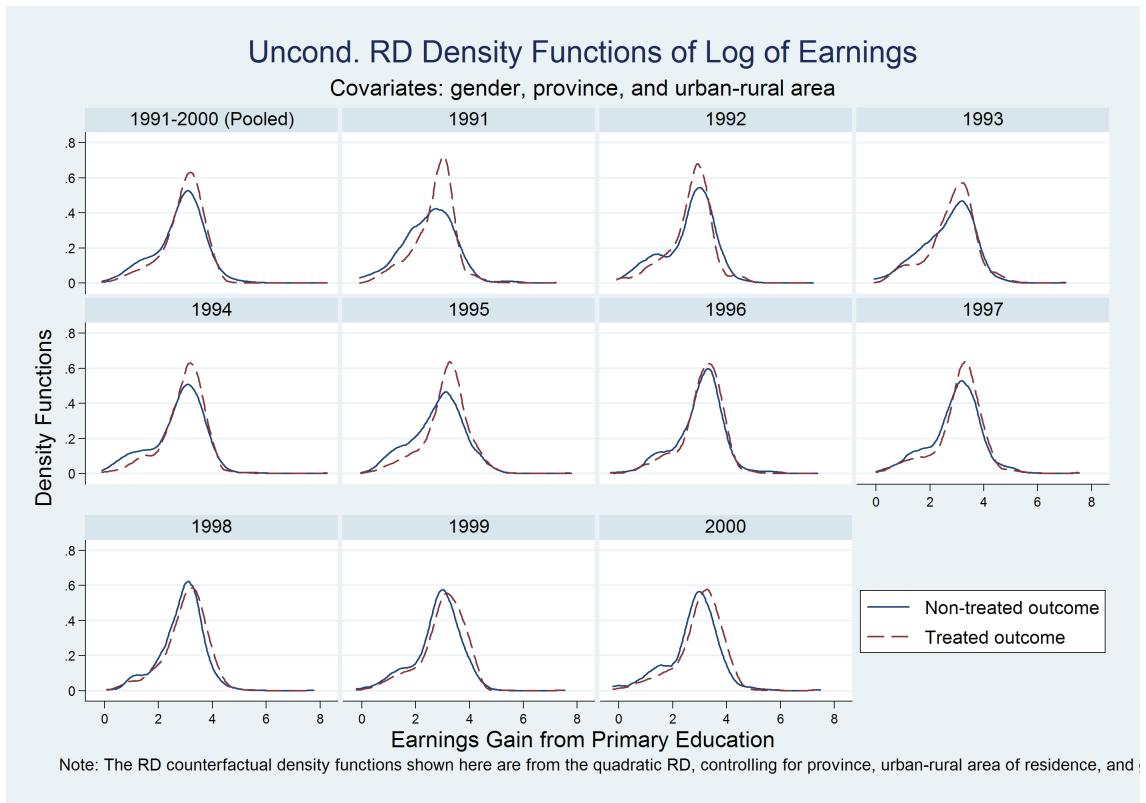 Uncond. RD Density Functions of Log of Earnings
Covariates: gender, province, and urban-rural area
1991-2000 (Pooled) 1991 1992 1993
.8
.6
.4
.2
0
1994 1995 1996 1997
.8
.6
.4
.2
0
0 2 4 6 8
1998 1999 2000
.8
.6
.4
.2
0
0 2 4 6 8 0 2 4 6 8 0 2 4 6 8
Density Functions
Non-treated outcome
Treated outcome
Earnings Gain from Primary Education
Note: The RD counterfactual density functions shown here are from the quadratic RD, controlling for province, urban-rural area of residence, and